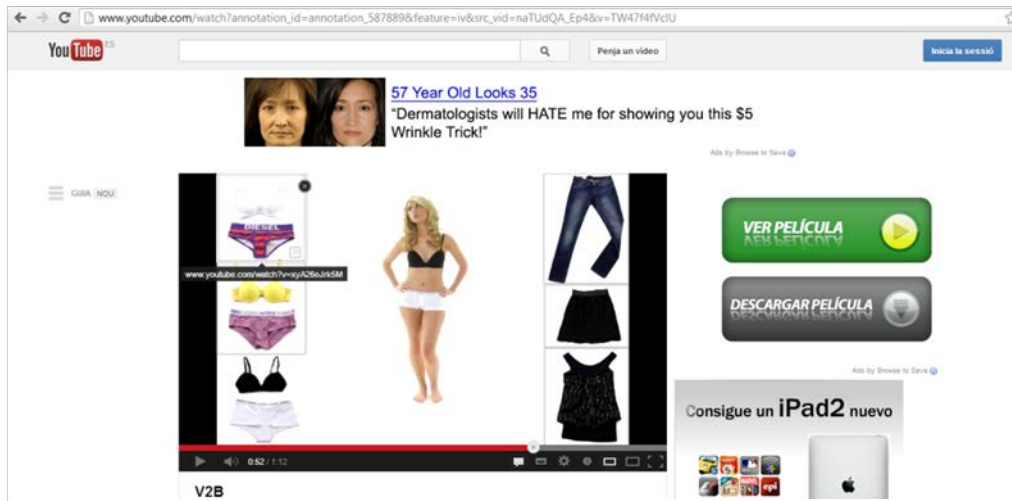 www.youtube.com/watch?annotation_id=annotation_587889&feature=iv&src_vid=naTUdQA_Ep4&v=TW47f4fVcIU
YouTube ES
Penja un vídeo
Inicia la sessió
57 Year Old Looks 35
“Dermatologists will HATE me for showing you this $5
Wrinkle Trick!”
Ads by Browse to Save
GUIA NOU
DIESEL
www.youtube.com/watch?v=xyA26eJrk5M
VER PELÍCULA
DESCARGAR PELÍCULA
Ads by Browse to Save
Consigue un iPad2 nuevo
epi
0:52 / 1:12
V2B